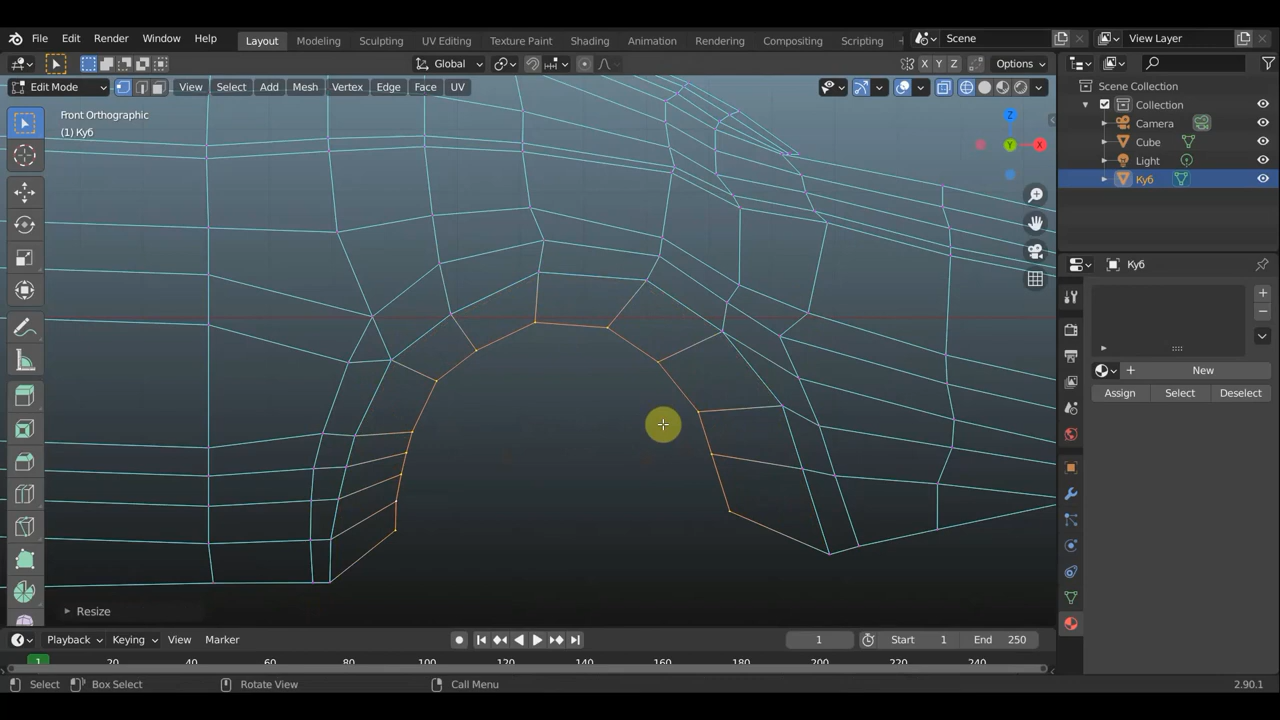 File Edit Render Window Help Layout Modeling Sculpting UV Editing Texture Paint Shading Animation Rendering Compositing Scripting Scene View Layer
Global X Y Z Options
Edit Mode View Select Add Mesh Vertex Edge Face UV
Scene Collection
Collection
Camera
Cube
Light
Куб
Front Orthographic
(1) Куб
Z
Y
X
Куб
New
Assign Select Deselect
Resize
Playback Keying View Marker 1 Start 1 End 250
1 20 40 60 80 100 120 140 160 180 200 220 240
Select Box Select Rotate View Call Menu 2.90.1